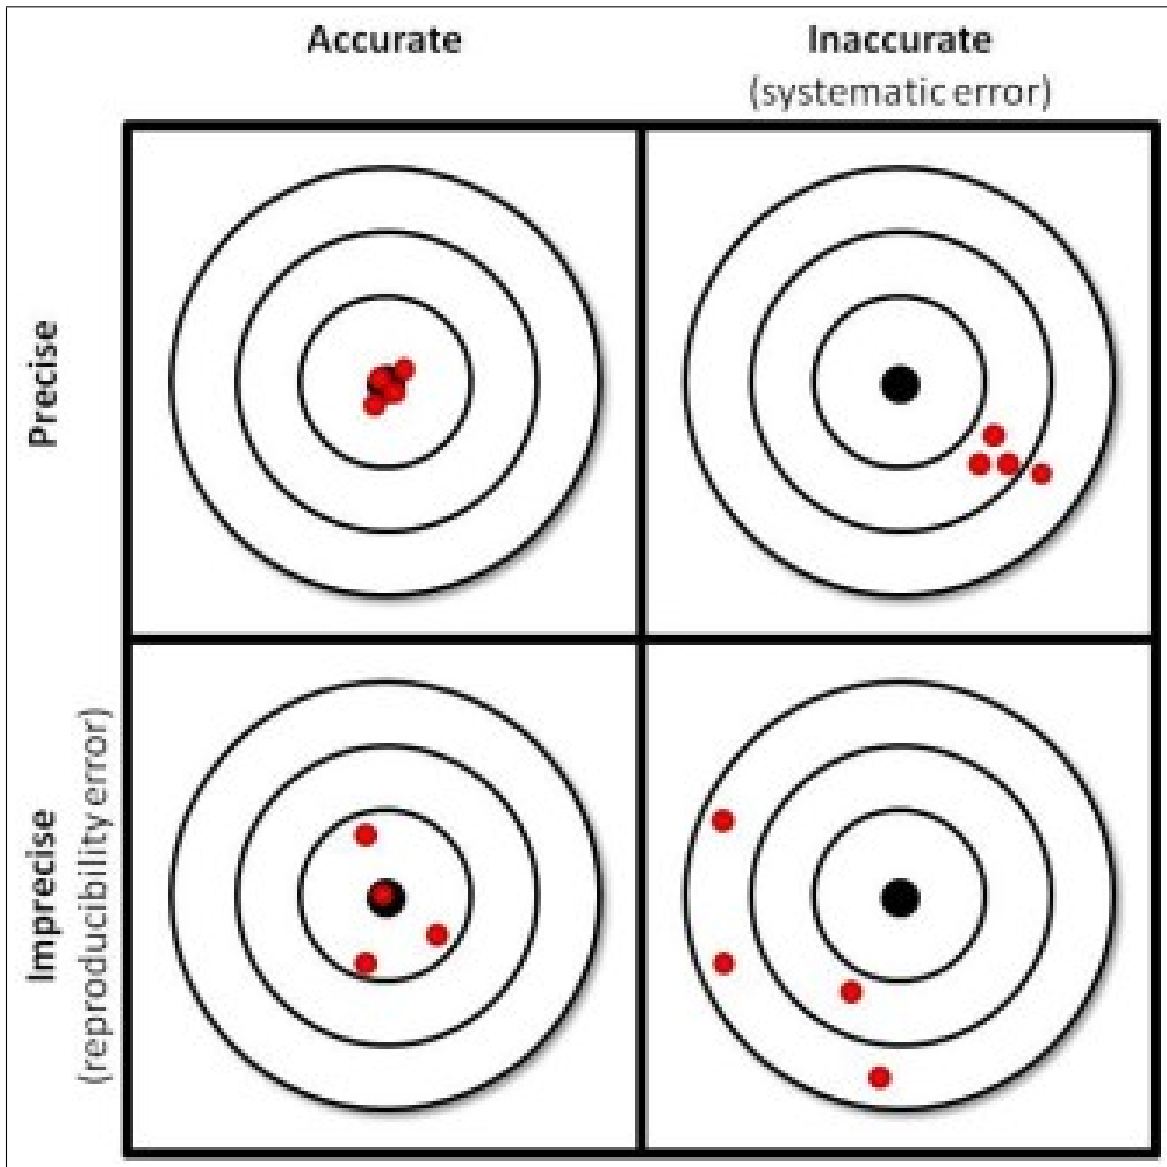 Accurate
Inaccurate
(systematic error)
Precise
Imprecise
(reproducibility error)